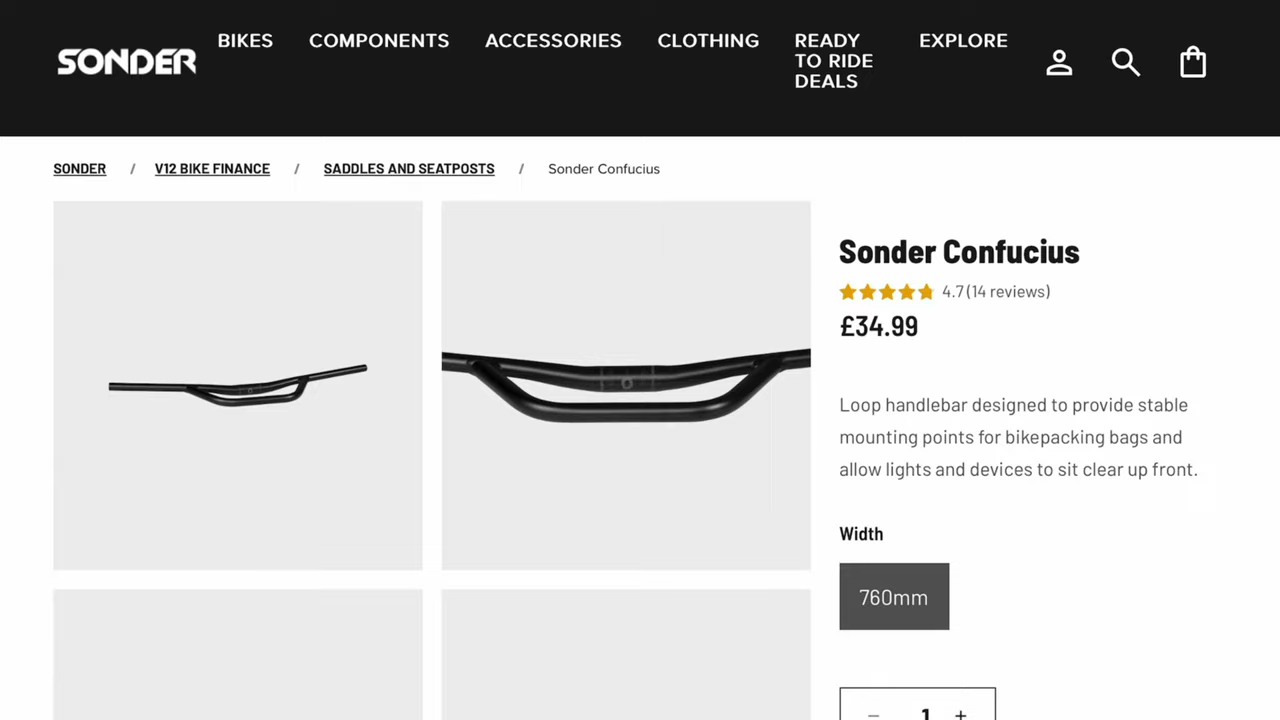 SONDER
BIKES
COMPONENTS
ACCESSORIES
CLOTHING
READY
TO RIDE
DEALS
EXPLORE
SONDER / V12 BIKE FINANCE / SADDLES AND SEATPOSTS / Sonder Confucius
Sonder Confucius
4.7 (14 reviews)
£34.99
Loop handlebar designed to provide stable
mounting points for bikepacking bags and
allow lights and devices to sit clear up front.
Width
760mm
− 1 +